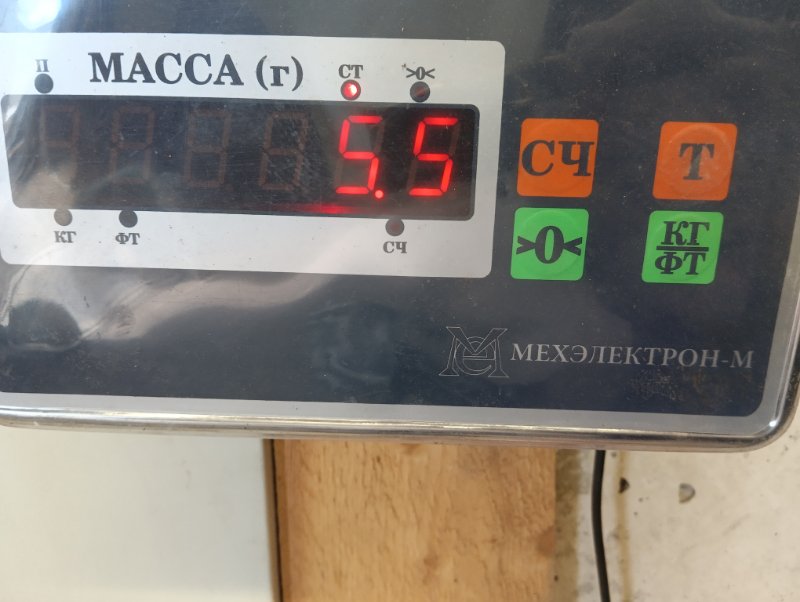 П МАССА (г) СТ >0<
5.5
КГ ФТ СЧ
СЧ Т
>0< КГ/ФТ
МЕХЭЛЕКТРОН-М